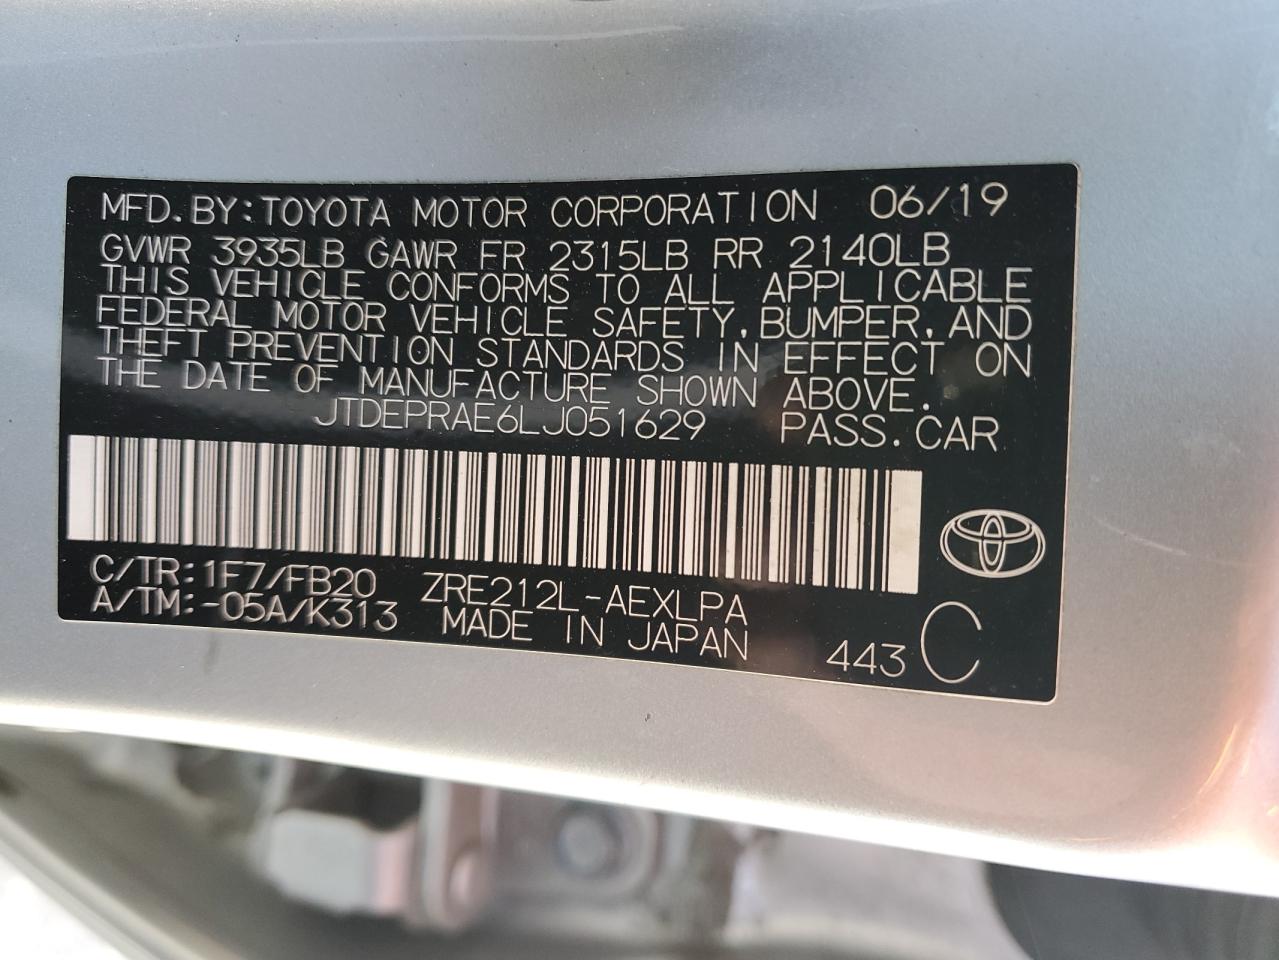 MFD.BY:TOYOTA MOTOR CORPORATION 06/19
GVWR 3935LB GAWR FR 2315LB RR 2140LB
THIS VEHICLE CONFORMS TO ALL APPLICABLE
FEDERAL MOTOR VEHICLE SAFETY, BUMPER, AND
THEFT PREVENTION STANDARDS IN EFFECT ON
THE DATE OF MANUFACTURE SHOWN ABOVE.
JTDEPRAE6LJ051629 PASS.CAR
C/TR:1F7/FB20 ZRE212L-AEXLPA
A/TM:-05A/K313 MADE IN JAPAN 443 C